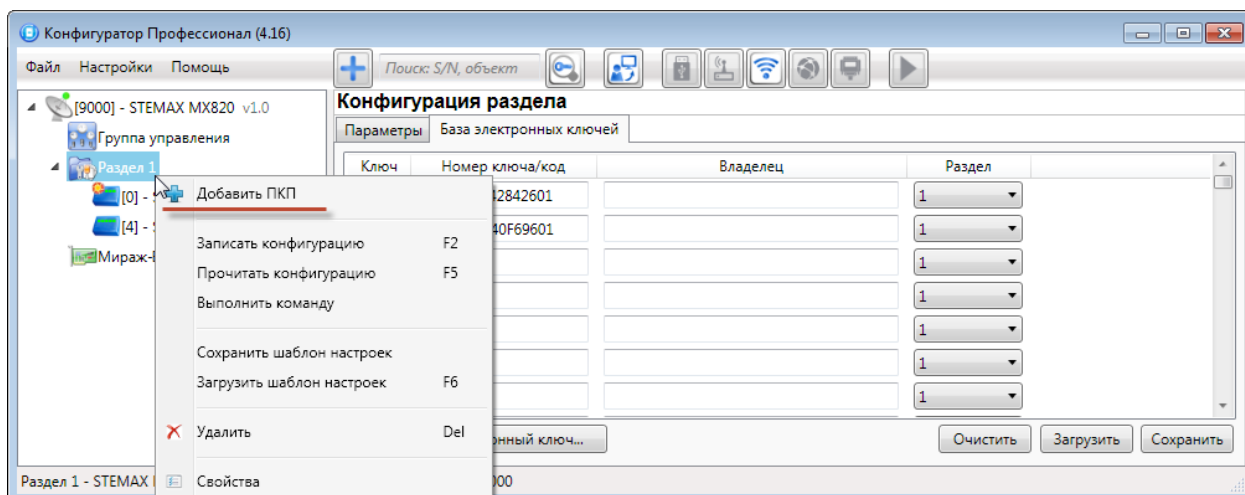 Конфигуратор Профессионал (4.16)
Файл Настройки Помощь
Поиск: S/N, объект
[9000] - STEMAX MX820 v1.0
Группа управления
Раздел 1
[0] -
[4] -
Мираж-
Конфигурация раздела
Параметры База электронных ключей
Ключ Номер ключа/код Владелец Раздел
42842601 1
40F69601 1
1
1
1
1
1
Добавить ПКП
Записать конфигурацию F2
Прочитать конфигурацию F5
Выполнить команду
Сохранить шаблон настроек
Загрузить шаблон настроек F6
Удалить Del
Свойства
нный ключ... Очистить Загрузить Сохранить
Раздел 1 - STEMAX 000